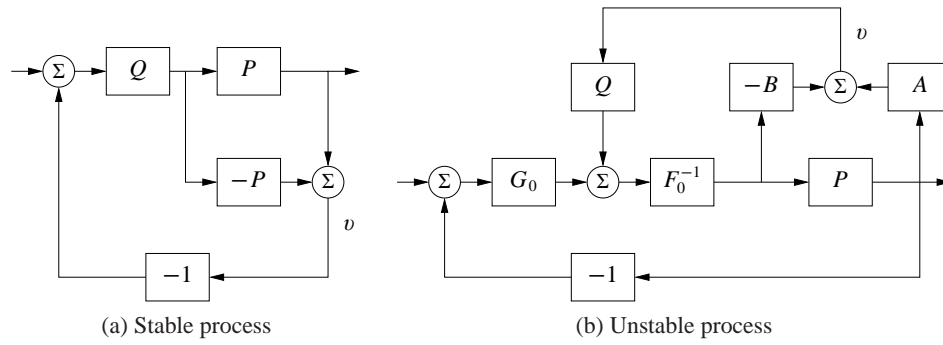 υ
Σ Q P
Q −B Σ A
−P Σ
Σ G₀ Σ F₀⁻¹ P
υ
−1
−1
(a) Stable process
(b) Unstable process